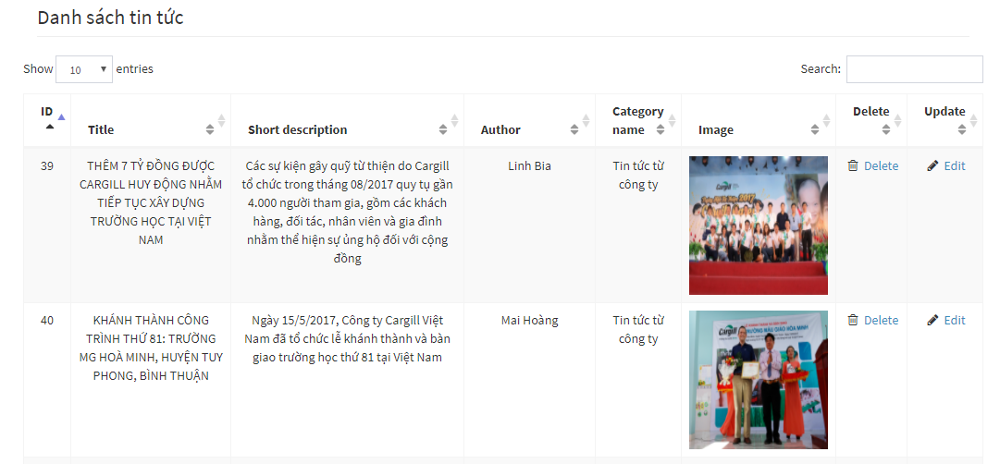 Danh sách tin tức
Show 10 entries
Search:
ID
Title
Short description
Author
Category
name
Image
Delete
Update
39
THÊM 7 TỶ ĐỒNG ĐƯỢC
CARGILL HUY ĐỘNG NHẰM
TIẾP TỤC XÂY DỰNG
TRƯỜNG HỌC TẠI VIỆT
NAM
Các sự kiện gây quỹ từ thiện do Cargill
tổ chức trong tháng 08/2017 quy tụ gần
4.000 người tham gia, gồm các khách
hàng, đối tác, nhân viên và gia đình
nhằm thể hiện sự ủng hộ đối với cộng
đồng
Linh Bia
Tin tức từ
công ty
Cargill
Delete
Edit
40
KHÁNH THÀNH CÔNG
TRÌNH THỨ 81: TRƯỜNG
MG HOÀ MINH, HUYỆN TUY
PHONG, BÌNH THUẬN
Ngày 15/5/2017, Công ty Cargill Việt
Nam đã tổ chức lễ khánh thành và bàn
giao trường học thứ 81 tại Việt Nam
Mai Hoàng
Tin tức từ
công ty
Cargill
TRƯỜNG MẪU GIÁO HÒA MINH
Delete
Edit